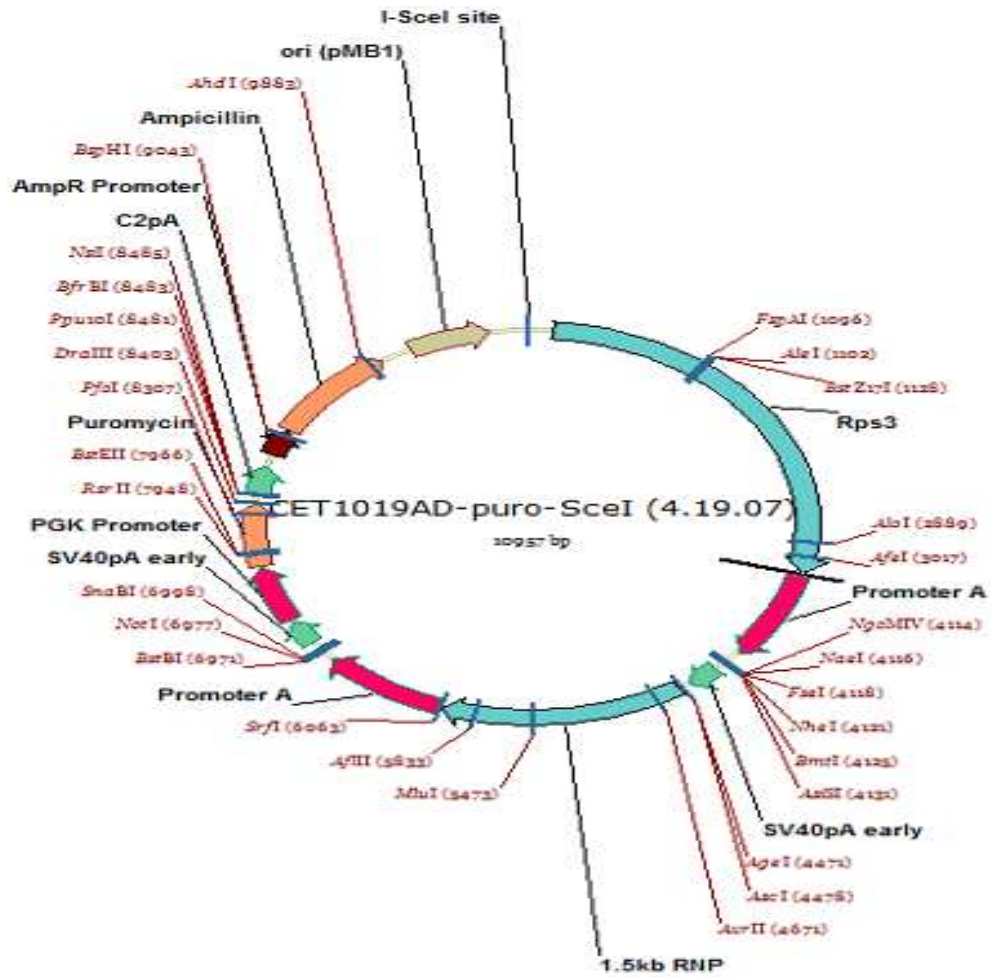 I-SceI site
ori (pMB1)
AhdI (9883)
Ampicillin
BspHI (9043)
AmpR Promoter
C2pA
NsiI (8485)
BfrBI (8483)
Ppu10I (8481)
DraIII (8403)
PfoI (8307)
Puromycin
BstEII (7966)
RsrII (7948)
PGK Promoter
SV40pA early
SnaBI (6998)
NotI (6977)
BstBI (6971)
Promoter A
SrfI (6063)
AflII (5833)
MluI (5473)
FspAI (1096)
AleI (1102)
BstZ17I (1128)
Rps3
CET1019AD-puro-SceI (4.19.07)
10957 bp
AloI (2889)
AfeI (3017)
Promoter A
NgoMIV (4114)
NaeI (4116)
FseI (4118)
NheI (4121)
BmtI (4125)
AsiSI (4131)
SV40pA early
AgeI (4471)
AscI (4478)
AvrII (4671)
1.5kb RNP